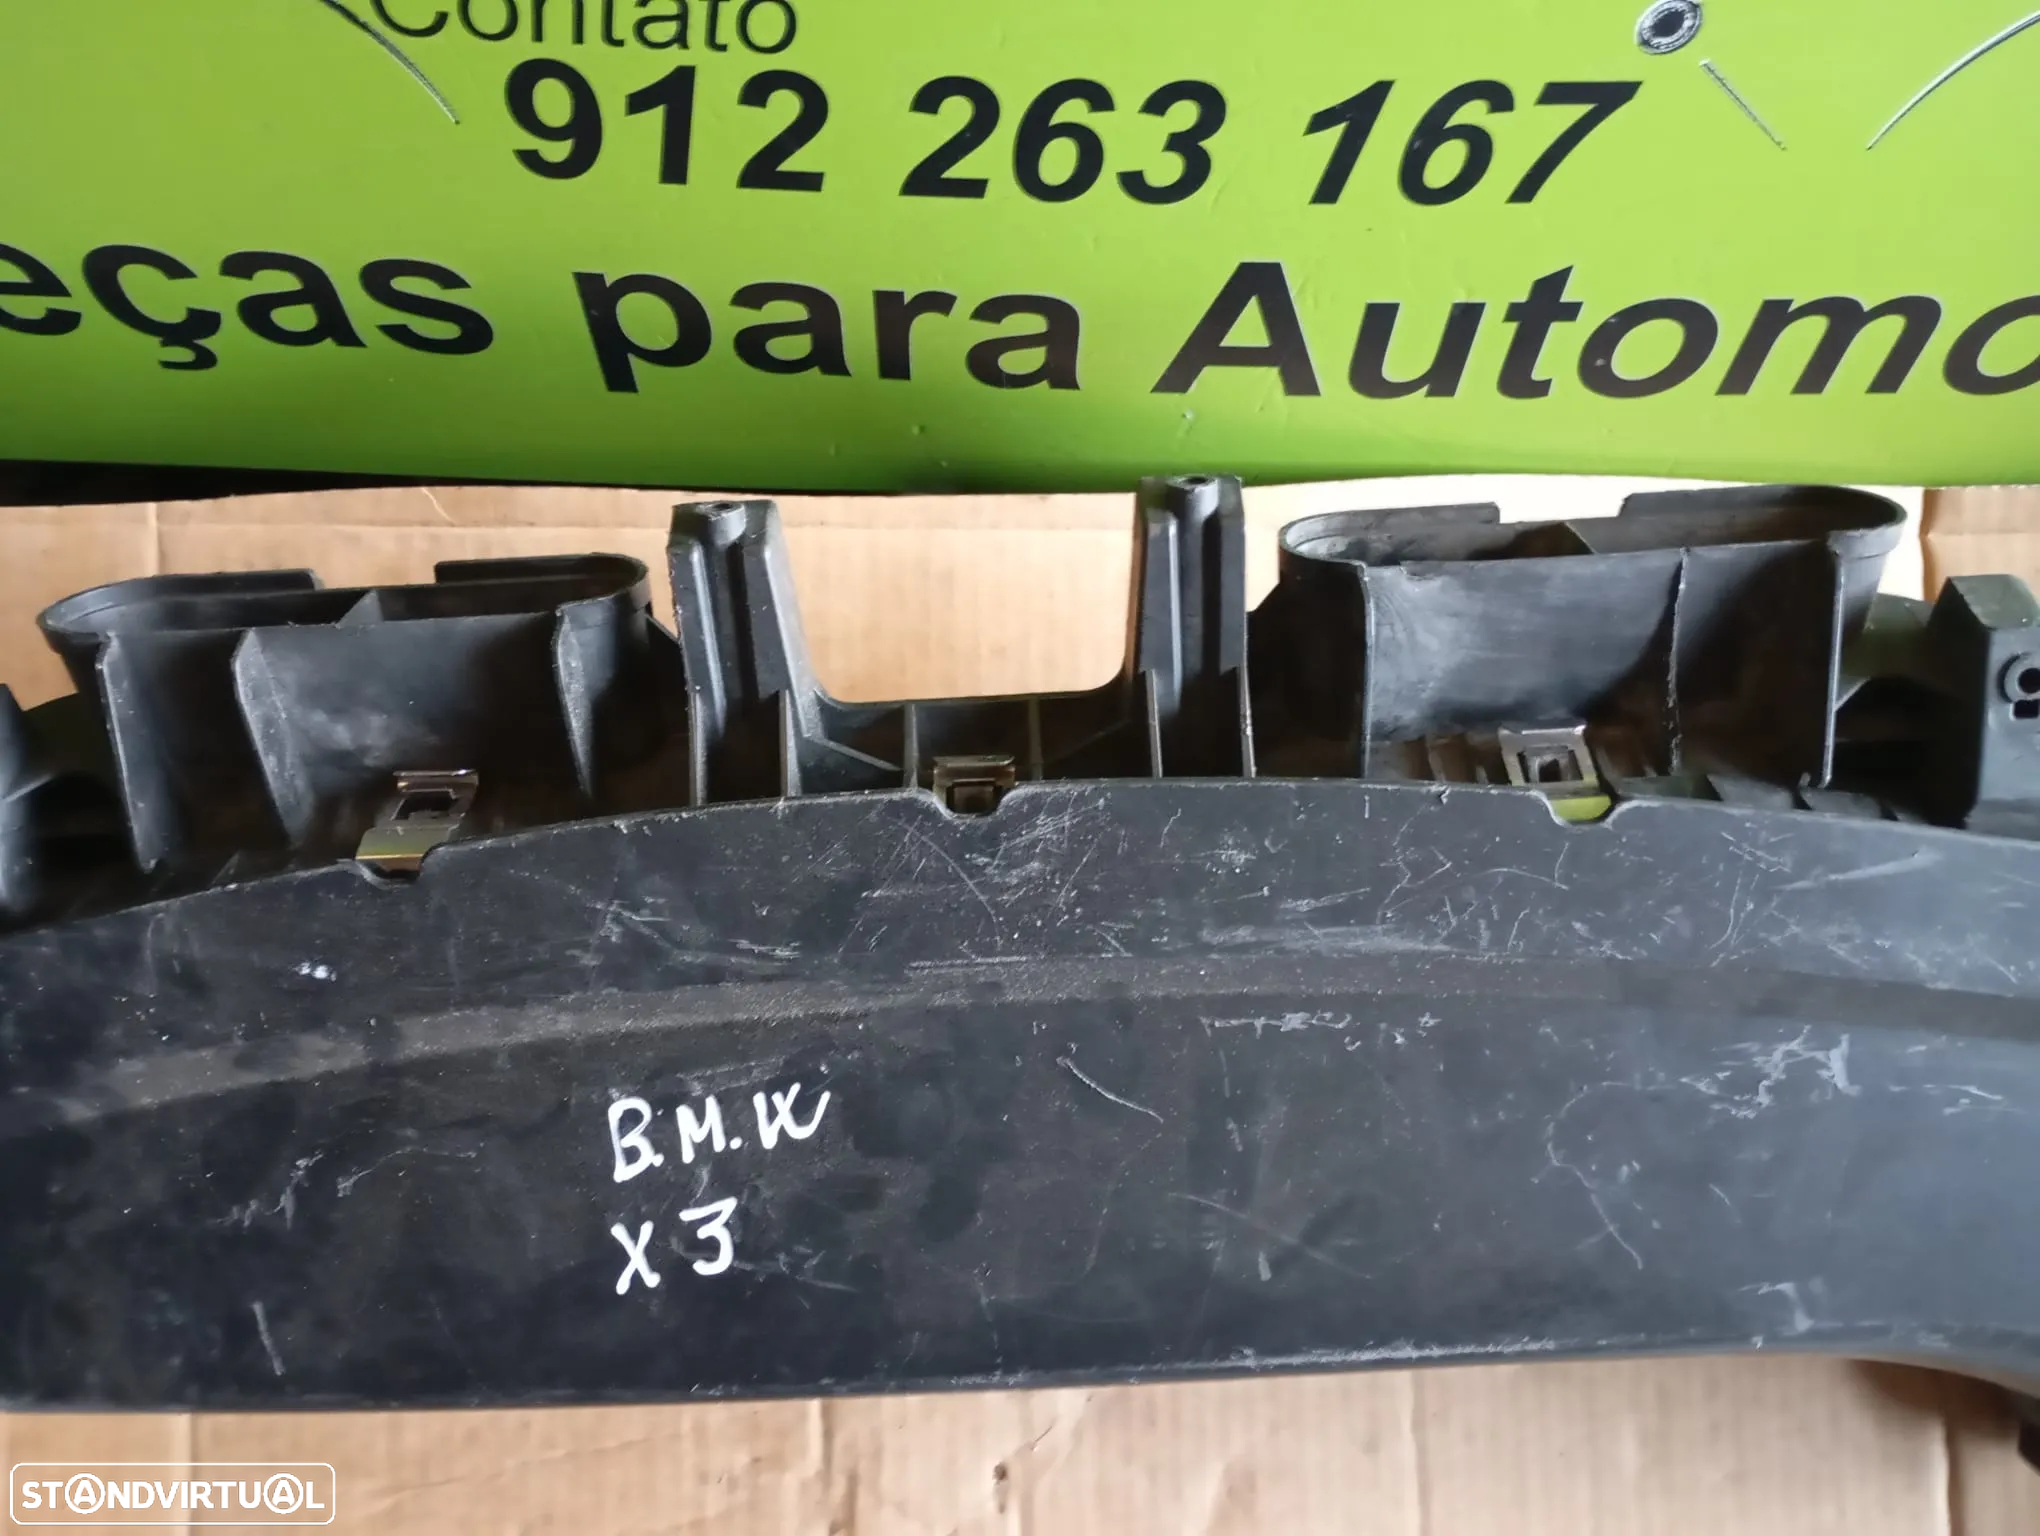 Contato
912 263 167
eças para Automo
B.M.W
X3
STANDVIRTUAL